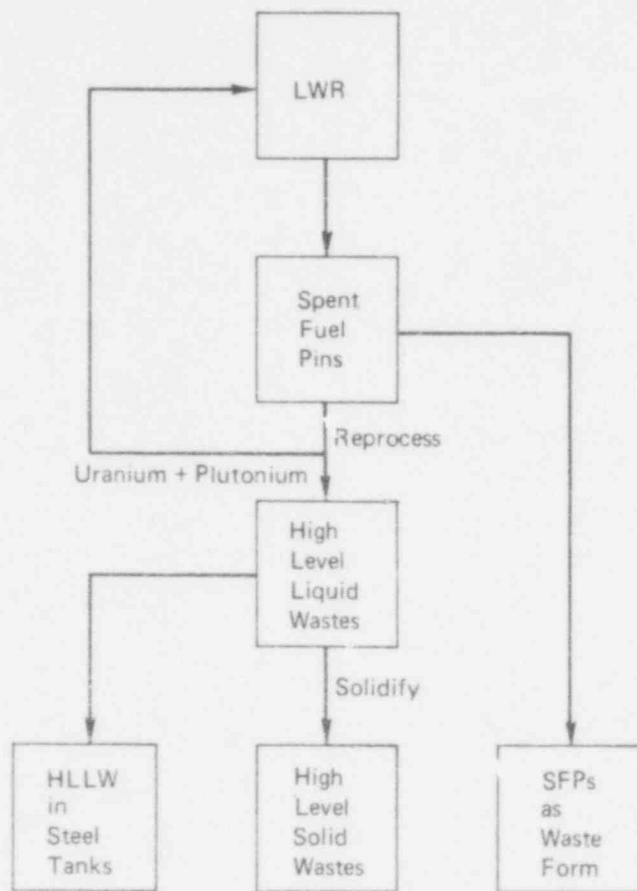 LWR
Spent
Fuel
Pins
Reprocess
Uranium + Plutonium
High
Level
Liquid
Wastes
Solidify
HLLW
in
Steel
Tanks
High
Level
Solid
Wastes
SFPs
as
Waste
Form